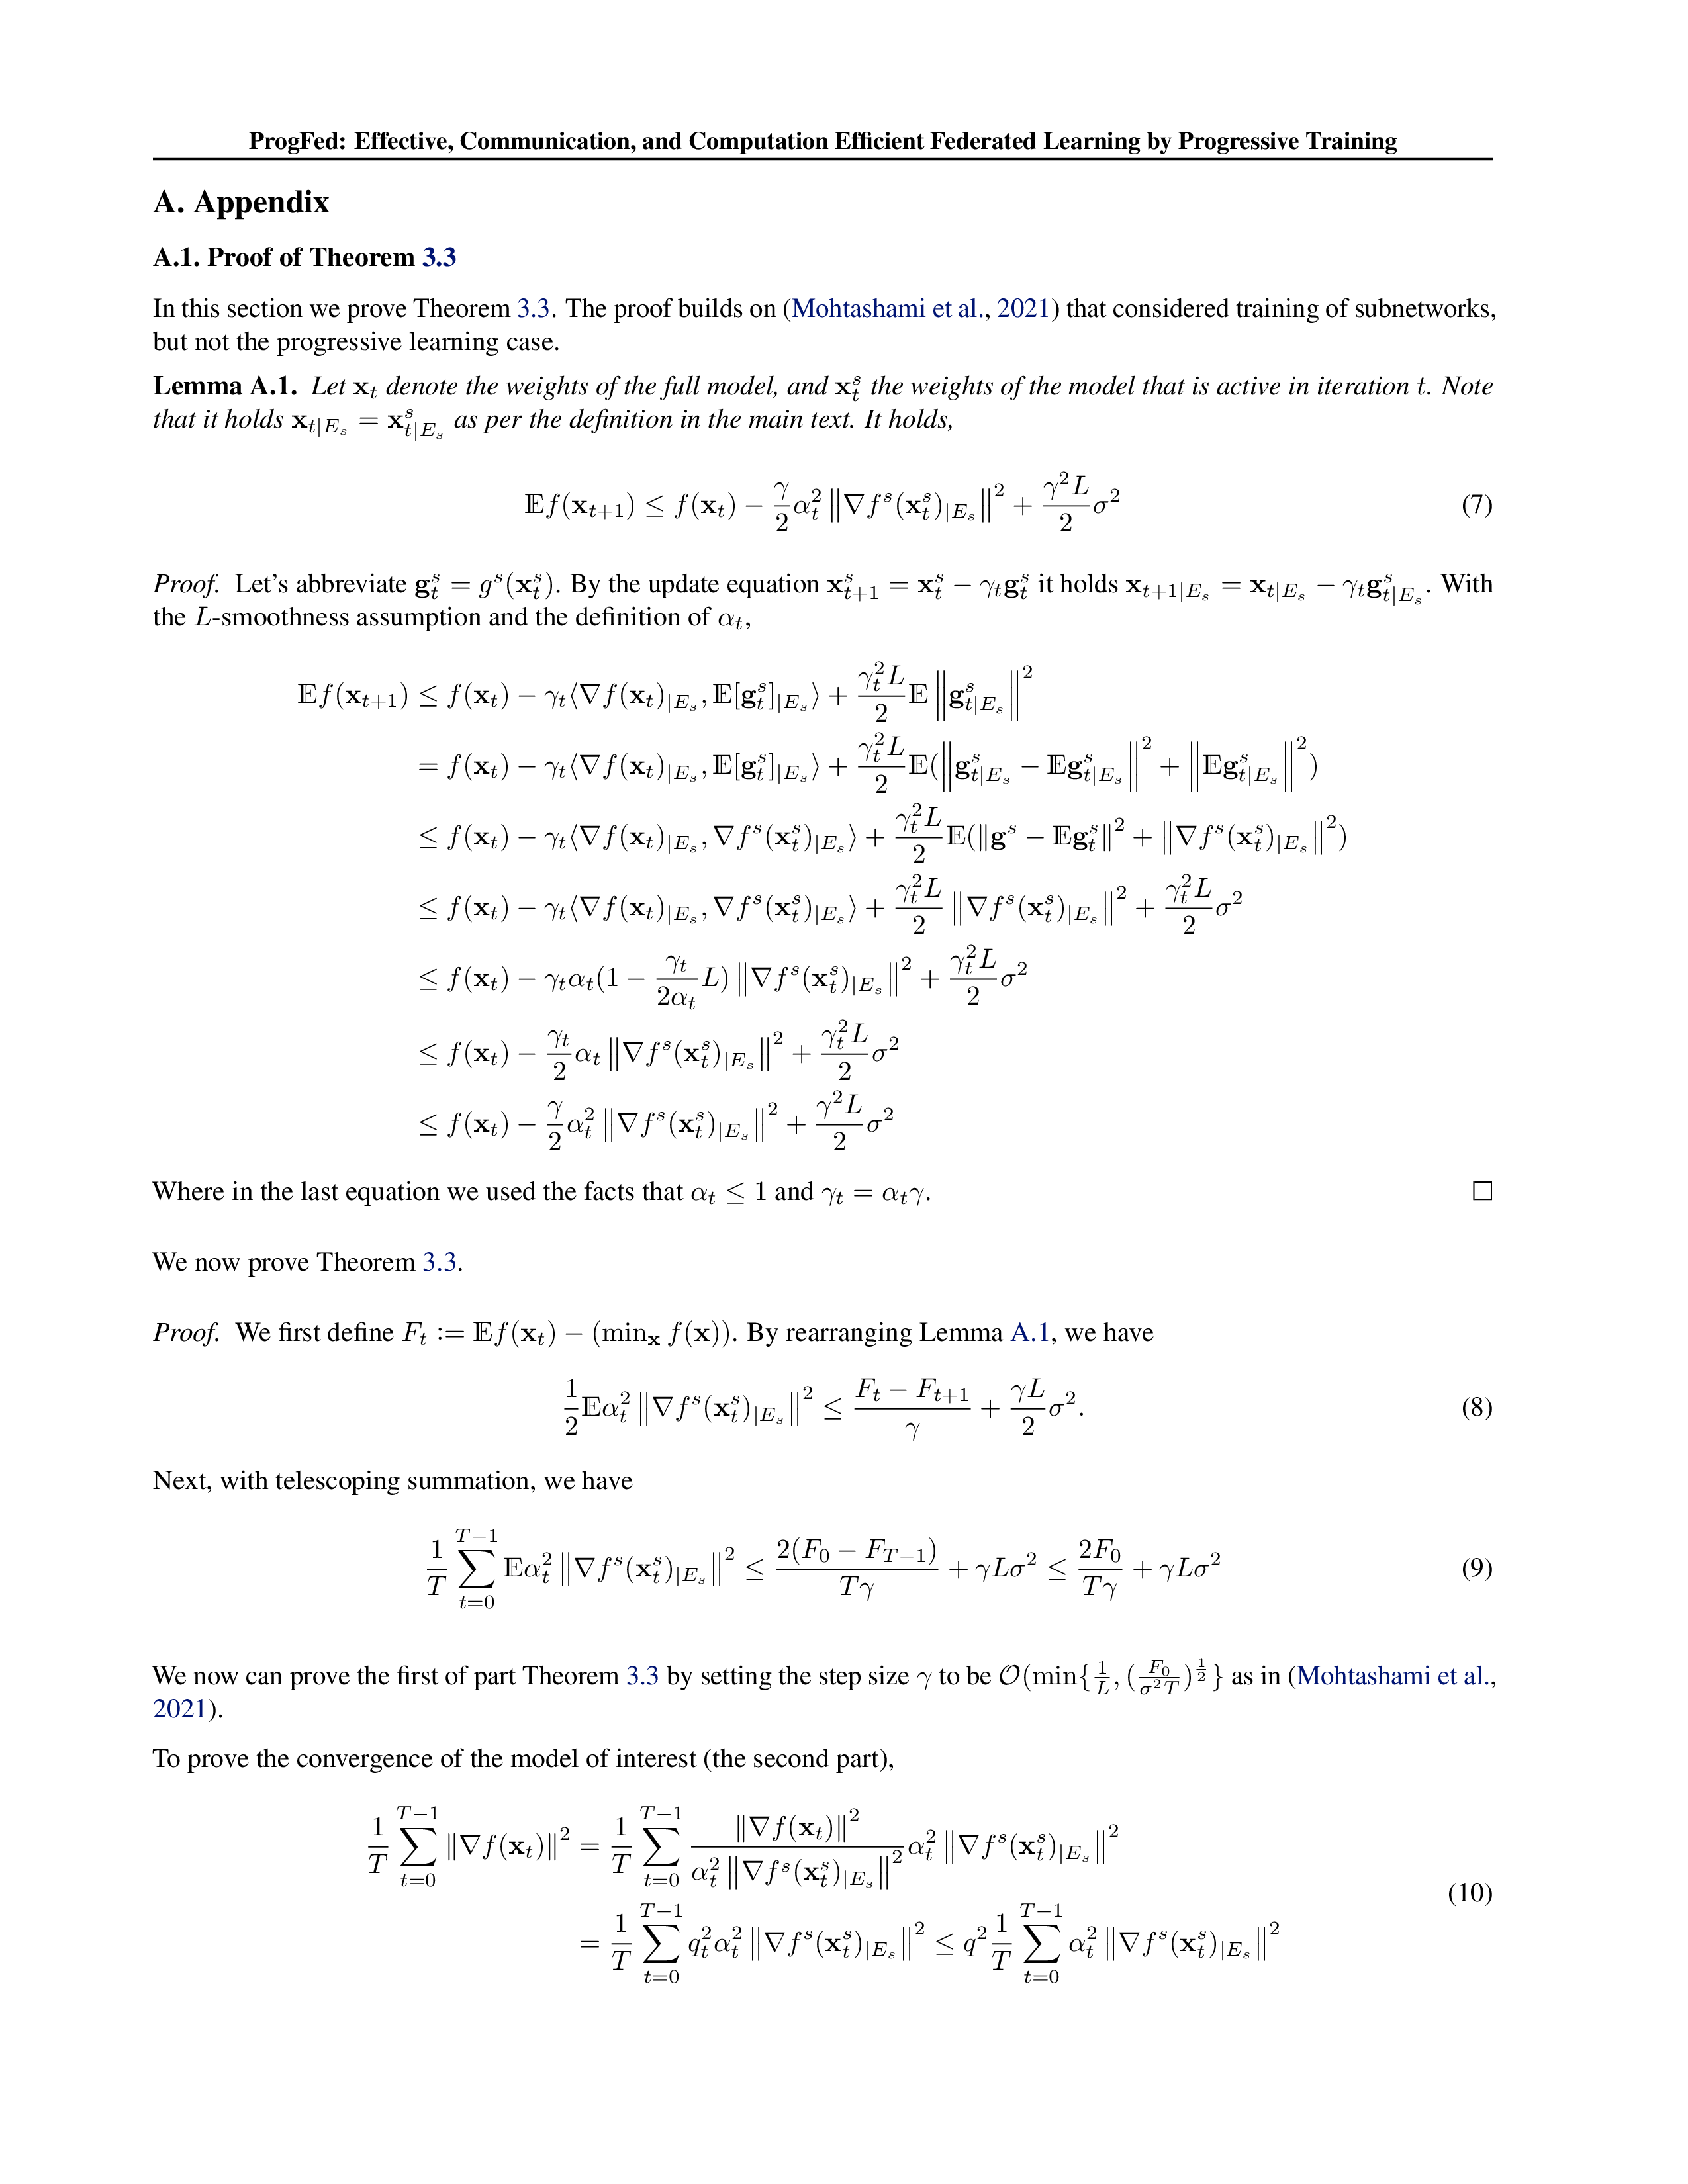 ProgFed: Effective, Communication, and Computation Efficient Federated Learning by Progressive Training
A. Appendix
A.1. Proof of Theorem 3.3
In this section we prove Theorem 3.3. The proof builds on (Mohtashami et al., 2021) that considered training of subnetworks,
but not the progressive learning case.
Lemma A.1. Let $\mathbf{x}_t$ denote the weights of the full model, and $\mathbf{x}_t^s$ the weights of the model that is active in iteration t. Note
that it holds $\mathbf{x}_{t|E_s} = \mathbf{x}^s_{t|E_s}$ as per the definition in the main text. It holds,
$\mathbb{E}f(\mathbf{x}_{t+1}) \leq f(\mathbf{x}_t) - \frac{\gamma}{2}\alpha_t^2 \left\|\nabla f^s(\mathbf{x}_t^s)_{|E_s}\right\|^2 + \frac{\gamma^2 L}{2}\sigma^2$ (7)
Proof. Let's abbreviate $\mathbf{g}_t^s = g^s(\mathbf{x}_t^s)$. By the update equation $\mathbf{x}_{t+1}^s = \mathbf{x}_t^s - \gamma_t \mathbf{g}_t^s$ it holds $\mathbf{x}_{t+1|E_s} = \mathbf{x}_{t|E_s} - \gamma_t \mathbf{g}^s_{t|E_s}$. With
the $L$-smoothness assumption and the definition of $\alpha_t$,
$\mathbb{E}f(\mathbf{x}_{t+1}) \leq f(\mathbf{x}_t) - \gamma_t \langle \nabla f(\mathbf{x}_t)_{|E_s}, \mathbb{E}[\mathbf{g}_t^s]_{|E_s} \rangle + \frac{\gamma_t^2 L}{2} \mathbb{E} \left\|\mathbf{g}^s_{t|E_s}\right\|^2$
$= f(\mathbf{x}_t) - \gamma_t \langle \nabla f(\mathbf{x}_t)_{|E_s}, \mathbb{E}[\mathbf{g}_t^s]_{|E_s} \rangle + \frac{\gamma_t^2 L}{2} \mathbb{E}(\left\|\mathbf{g}^s_{t|E_s} - \mathbb{E}\mathbf{g}^s_{t|E_s}\right\|^2 + \left\|\mathbb{E}\mathbf{g}^s_{t|E_s}\right\|^2)$
$\leq f(\mathbf{x}_t) - \gamma_t \langle \nabla f(\mathbf{x}_t)_{|E_s}, \nabla f^s(\mathbf{x}_t^s)_{|E_s} \rangle + \frac{\gamma_t^2 L}{2} \mathbb{E}(\left\|\mathbf{g}^s - \mathbb{E}\mathbf{g}_t^s\right\|^2 + \left\|\nabla f^s(\mathbf{x}_t^s)_{|E_s}\right\|^2)$
$\leq f(\mathbf{x}_t) - \gamma_t \langle \nabla f(\mathbf{x}_t)_{|E_s}, \nabla f^s(\mathbf{x}_t^s)_{|E_s} \rangle + \frac{\gamma_t^2 L}{2} \left\|\nabla f^s(\mathbf{x}_t^s)_{|E_s}\right\|^2 + \frac{\gamma_t^2 L}{2}\sigma^2$
$\leq f(\mathbf{x}_t) - \gamma_t \alpha_t (1 - \frac{\gamma_t}{2\alpha_t} L) \left\|\nabla f^s(\mathbf{x}_t^s)_{|E_s}\right\|^2 + \frac{\gamma_t^2 L}{2}\sigma^2$
$\leq f(\mathbf{x}_t) - \frac{\gamma_t}{2}\alpha_t \left\|\nabla f^s(\mathbf{x}_t^s)_{|E_s}\right\|^2 + \frac{\gamma_t^2 L}{2}\sigma^2$
$\leq f(\mathbf{x}_t) - \frac{\gamma}{2}\alpha_t^2 \left\|\nabla f^s(\mathbf{x}_t^s)_{|E_s}\right\|^2 + \frac{\gamma^2 L}{2}\sigma^2$
Where in the last equation we used the facts that $\alpha_t \leq 1$ and $\gamma_t = \alpha_t \gamma$. □
We now prove Theorem 3.3.
Proof. We first define $F_t := \mathbb{E}f(\mathbf{x}_t) - (\min_{\mathbf{x}} f(\mathbf{x}))$. By rearranging Lemma A.1, we have
$\frac{1}{2}\mathbb{E}\alpha_t^2 \left\|\nabla f^s(\mathbf{x}_t^s)_{|E_s}\right\|^2 \leq \frac{F_t - F_{t+1}}{\gamma} + \frac{\gamma L}{2}\sigma^2.$ (8)
Next, with telescoping summation, we have
$\frac{1}{T}\sum_{t=0}^{T-1} \mathbb{E}\alpha_t^2 \left\|\nabla f^s(\mathbf{x}_t^s)_{|E_s}\right\|^2 \leq \frac{2(F_0 - F_{T-1})}{T\gamma} + \gamma L\sigma^2 \leq \frac{2F_0}{T\gamma} + \gamma L\sigma^2$ (9)
We now can prove the first of part Theorem 3.3 by setting the step size $\gamma$ to be $\mathcal{O}(\min\{\frac{1}{L}, (\frac{F_0}{\sigma^2 T})^{\frac{1}{2}}\}$ as in (Mohtashami et al.,
2021).
To prove the convergence of the model of interest (the second part),
$\frac{1}{T}\sum_{t=0}^{T-1} \left\|\nabla f(\mathbf{x}_t)\right\|^2 = \frac{1}{T}\sum_{t=0}^{T-1} \frac{\left\|\nabla f(\mathbf{x}_t)\right\|^2}{\alpha_t^2 \left\|\nabla f^s(\mathbf{x}_t^s)_{|E_s}\right\|^2} \alpha_t^2 \left\|\nabla f^s(\mathbf{x}_t^s)_{|E_s}\right\|^2$
$= \frac{1}{T}\sum_{t=0}^{T-1} q_t^2 \alpha_t^2 \left\|\nabla f^s(\mathbf{x}_t^s)_{|E_s}\right\|^2 \leq q^2 \frac{1}{T}\sum_{t=0}^{T-1} \alpha_t^2 \left\|\nabla f^s(\mathbf{x}_t^s)_{|E_s}\right\|^2$ (10)